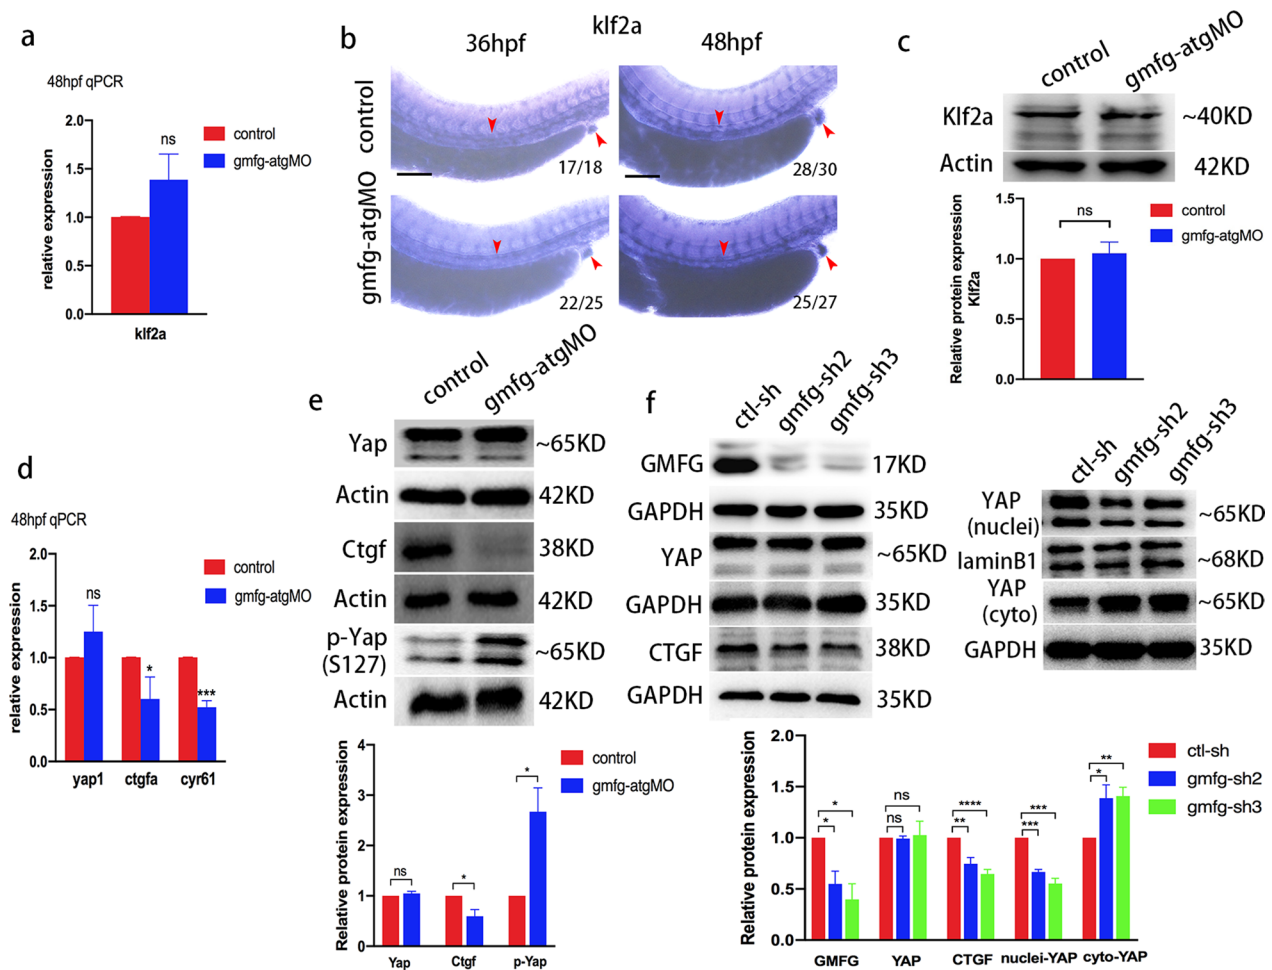 a
48hpf qPCR
relative expression
2.0
1.5
1.0
1.5
0.0
ns
control
gmfg-atgMO
klf2a
b
klf2a
36hpf
48hpf
control
gmfg-atgMO
17/18
28/30
22/25
25/27
c
control
gmfg-atgMO
Klf2a
~40KD
Actin
42KD
Relative protein expression
Klf2a
1.5
1.0
0.5
0.0
ns
control
gmfg-atgMO
d
48hpf qPCR
relative expression
2.0
1.5
1.0
0.5
0.0
ns
*
***
control
gmfg-atgMO
yap1
ctgfa
cyr61
e
control
gmfg-atgMO
Yap
~65KD
Actin
42KD
Ctgf
38KD
Actin
42KD
p-Yap
(S127)
~65KD
Actin
42KD
Relative protein expression
4
3
2
1
0
ns
*
*
control
gmfg-atgMO
Yap
Ctgf
p-Yap
f
ctl-sh
gmfg-sh2
gmfg-sh3
GMFG
17KD
GAPDH
35KD
YAP
~65KD
GAPDH
35KD
CTGF
38KD
GAPDH
35KD
ctl-sh
gmfg-sh2
gmfg-sh3
YAP
(nuclei)
~65KD
laminB1
~68KD
YAP
(cyto)
~65KD
GAPDH
35KD
Relative protein expression
2.0
1.5
1.0
0.5
0.0
*
*
ns
ns
****
**
***
***
**
*
ctl-sh
gmfg-sh2
gmfg-sh3
GMFG
YAP
CTGF
nuclei-YAP
cyto-YAP